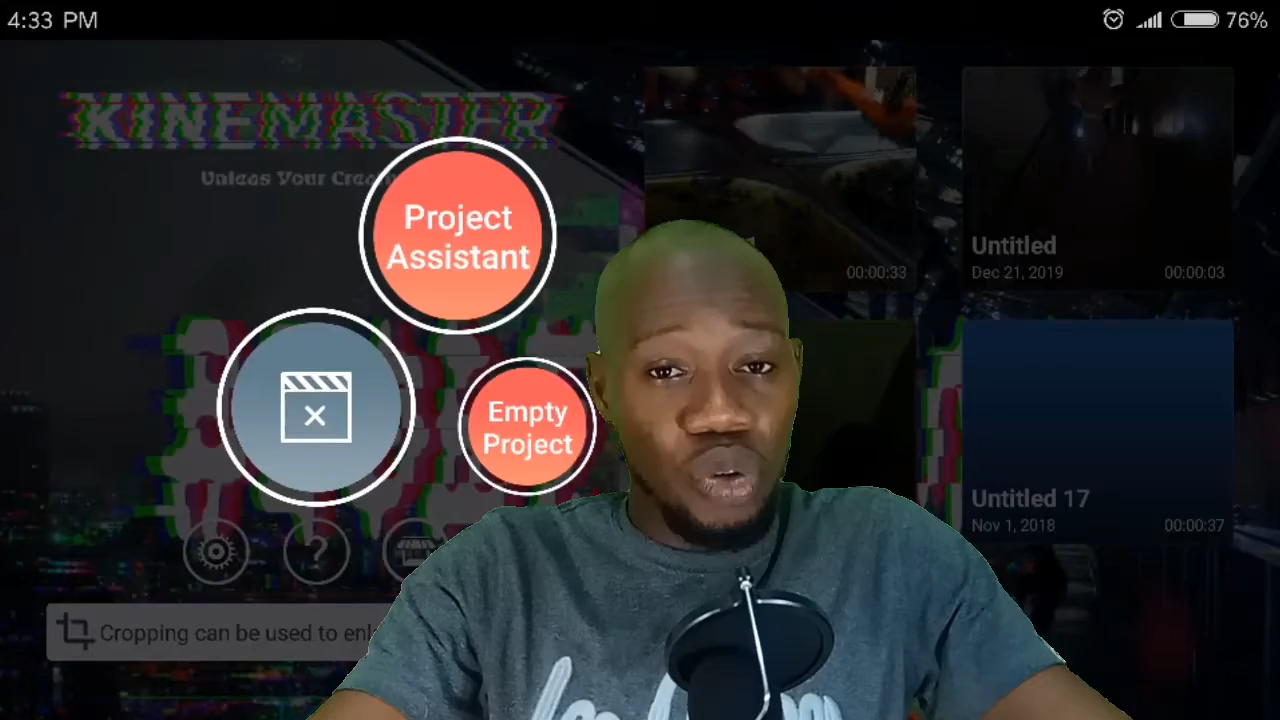 4:33 PM
76%
KINEMASTER
Project
Assistant
Empty
Project
00:00:33
Untitled
Dec 21, 2019
00:00:03
Untitled 17
Nov 1, 2018
00:00:37
?
Cropping can be used to